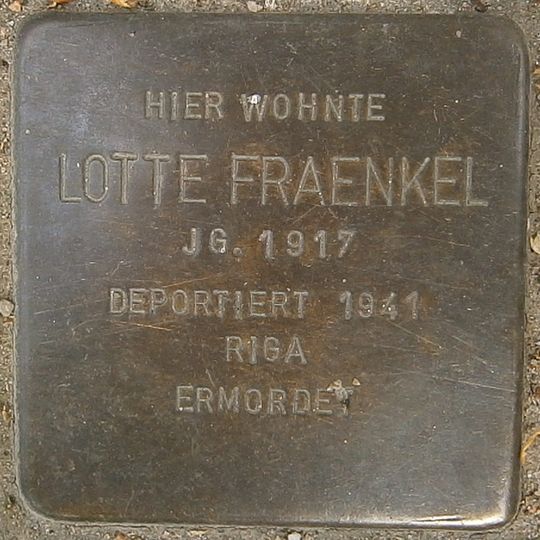 HIER WOHNTE
LOTTE FRAENKEL
JG. 1917
DEPORTIERT 1941
RIGA
ERMORDET